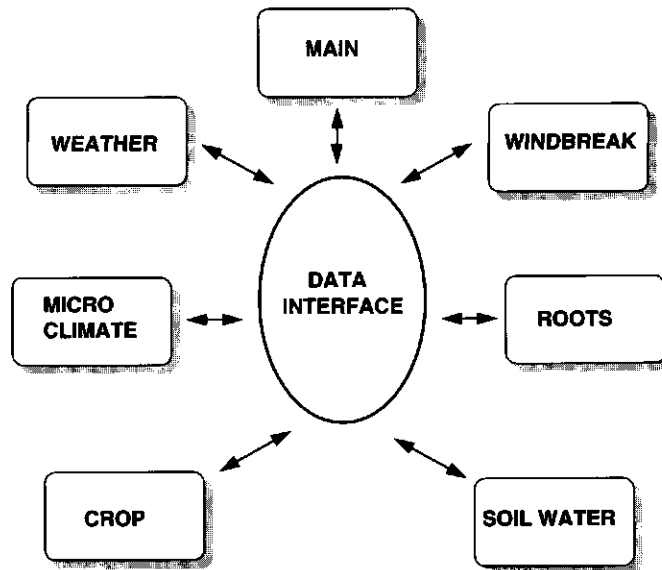 MAIN
WEATHER
WINDBREAK
DATA
INTERFACE
MICRO
CLIMATE
ROOTS
CROP
SOIL WATER